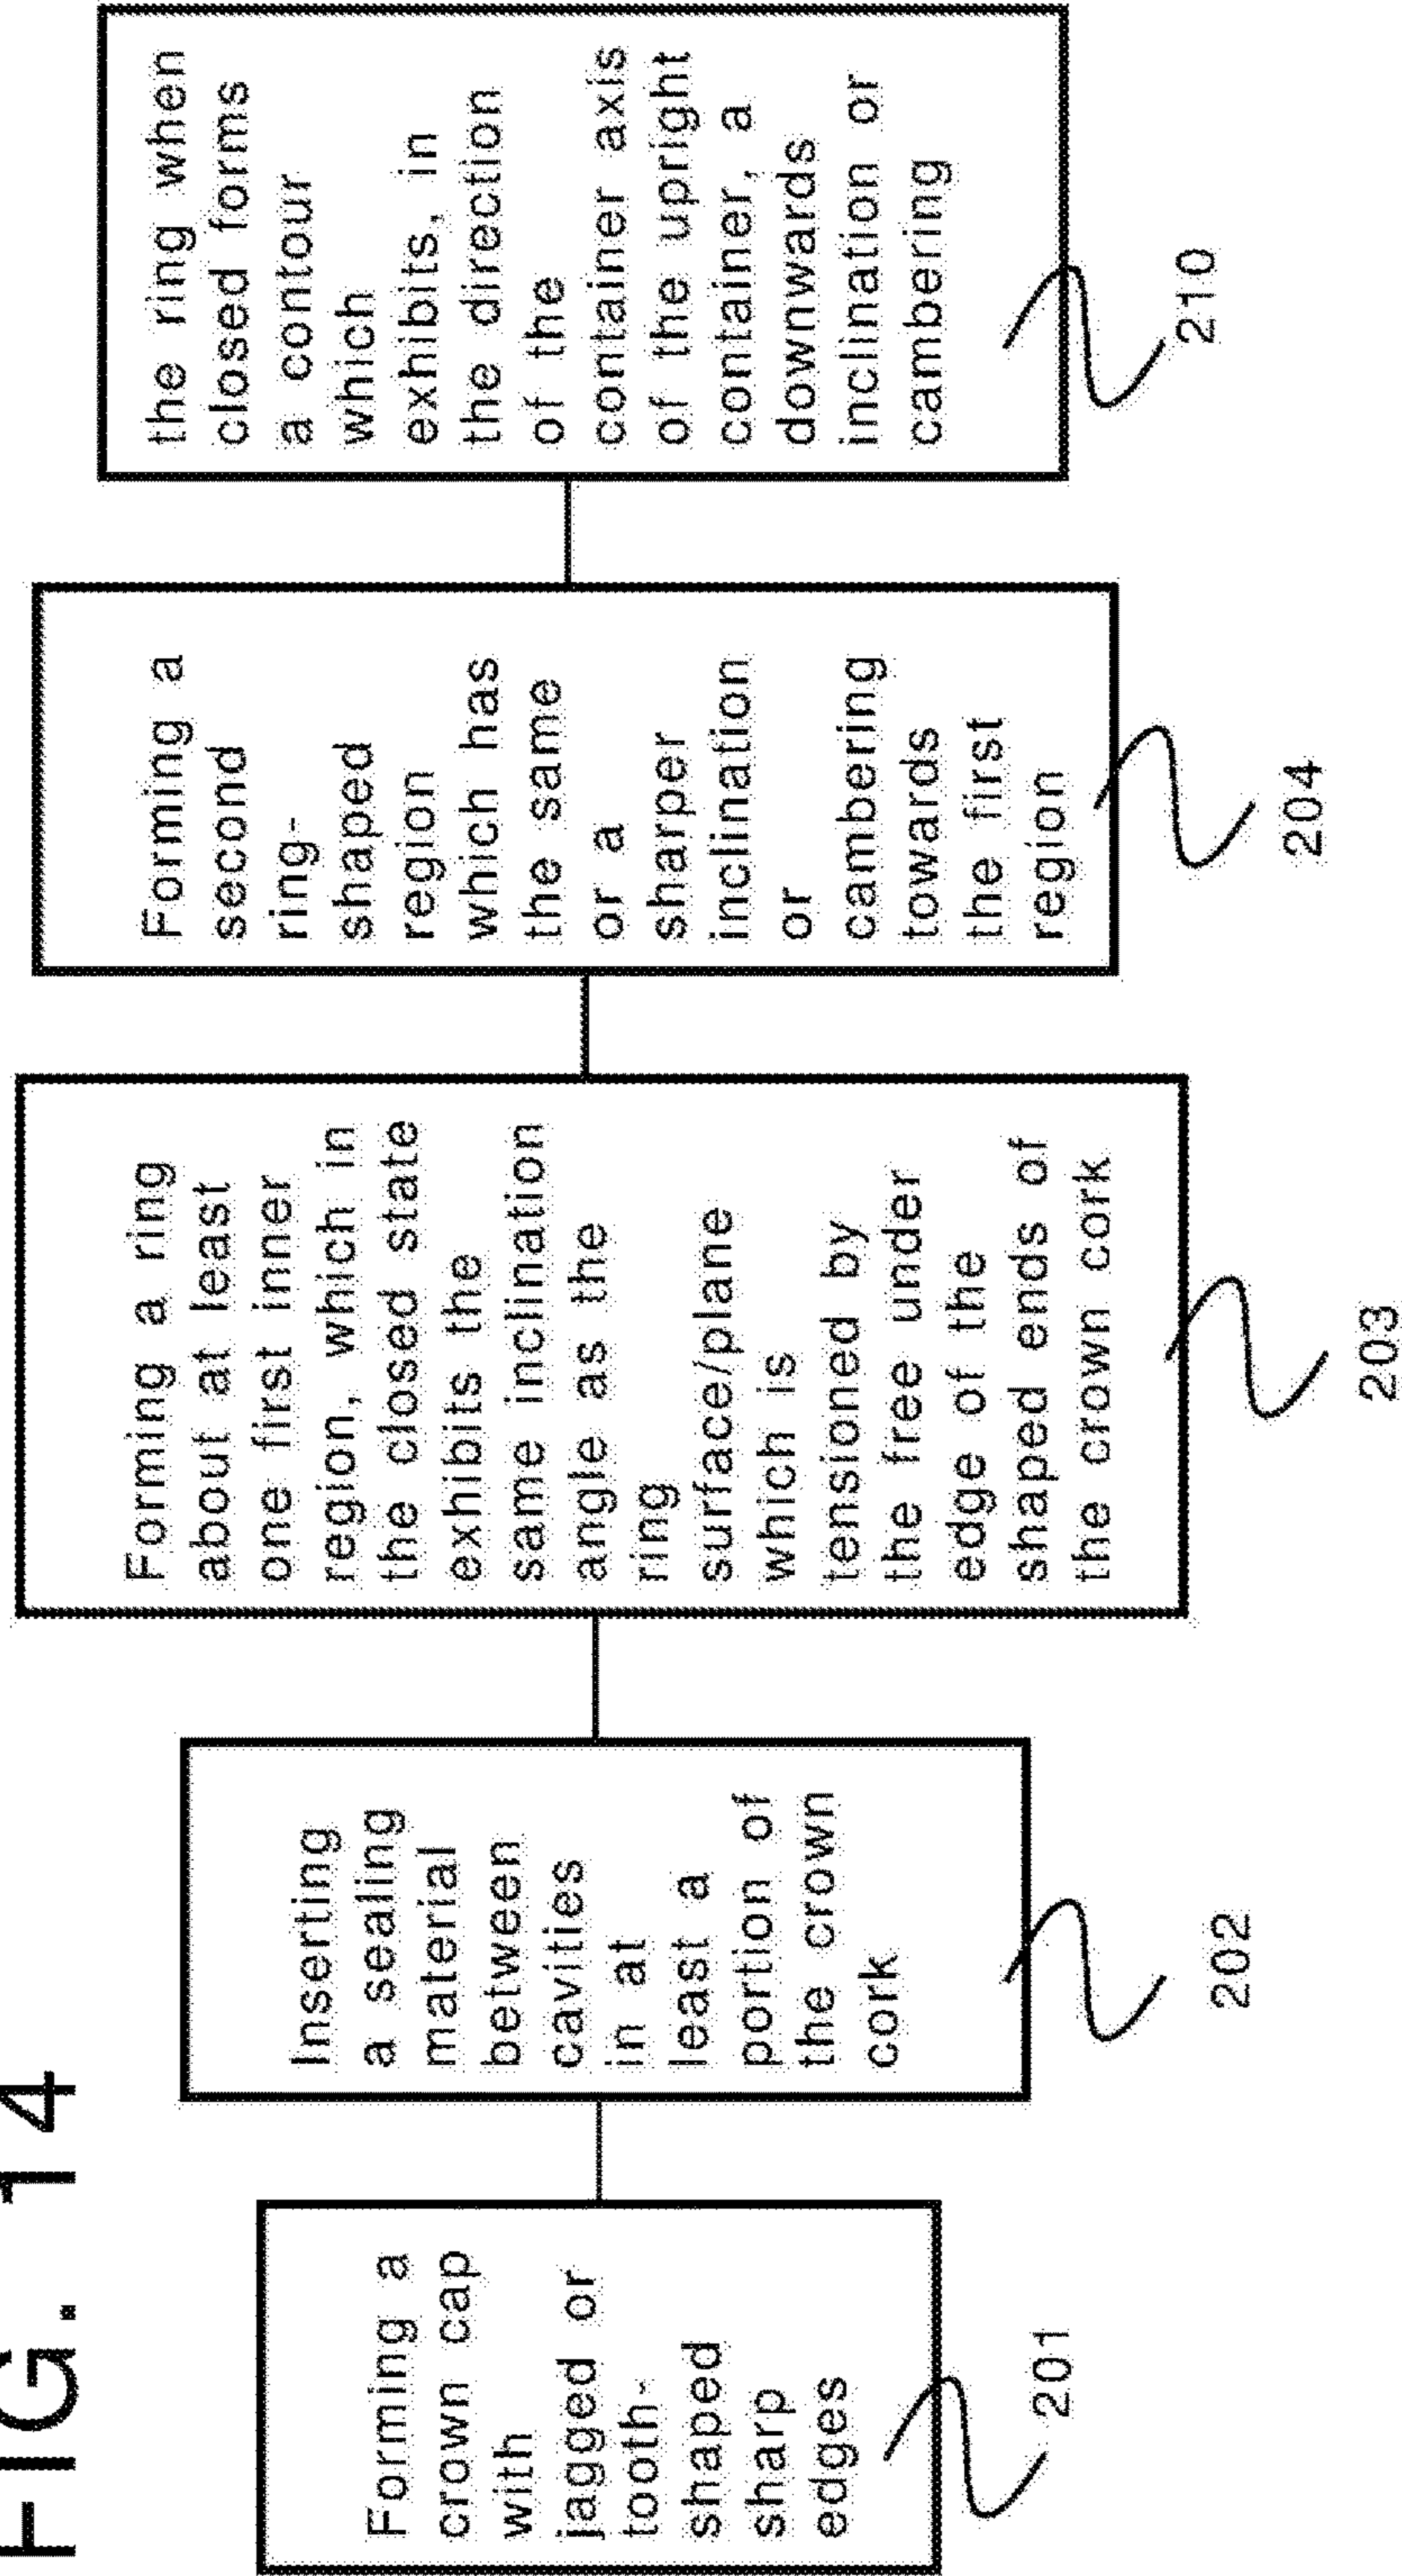 FIG. 14
Forming a
crown cap
with
jagged or
tooth-
shaped
sharp
edges
201
Inserting
a sealing
material
between
cavities
in at
least a
portion of
the crown
cork
202
Forming a ring
about at least
one first inner
region, which in
the closed state
exhibits the
same inclination
angle as the
ring
surface/plane
which is
tensioned by
the free under
edge of the
shaped ends of
the crown cork
203
Forming a
second
ring-
shaped
region
which has
the same
or a
sharper
inclination
or
cambering
towards
the first
region
204
the ring when
closed forms
a contour
which
exhibits, in
the direction
of the
container axis
of the upright
container, a
downwards
inclination or
cambering
210